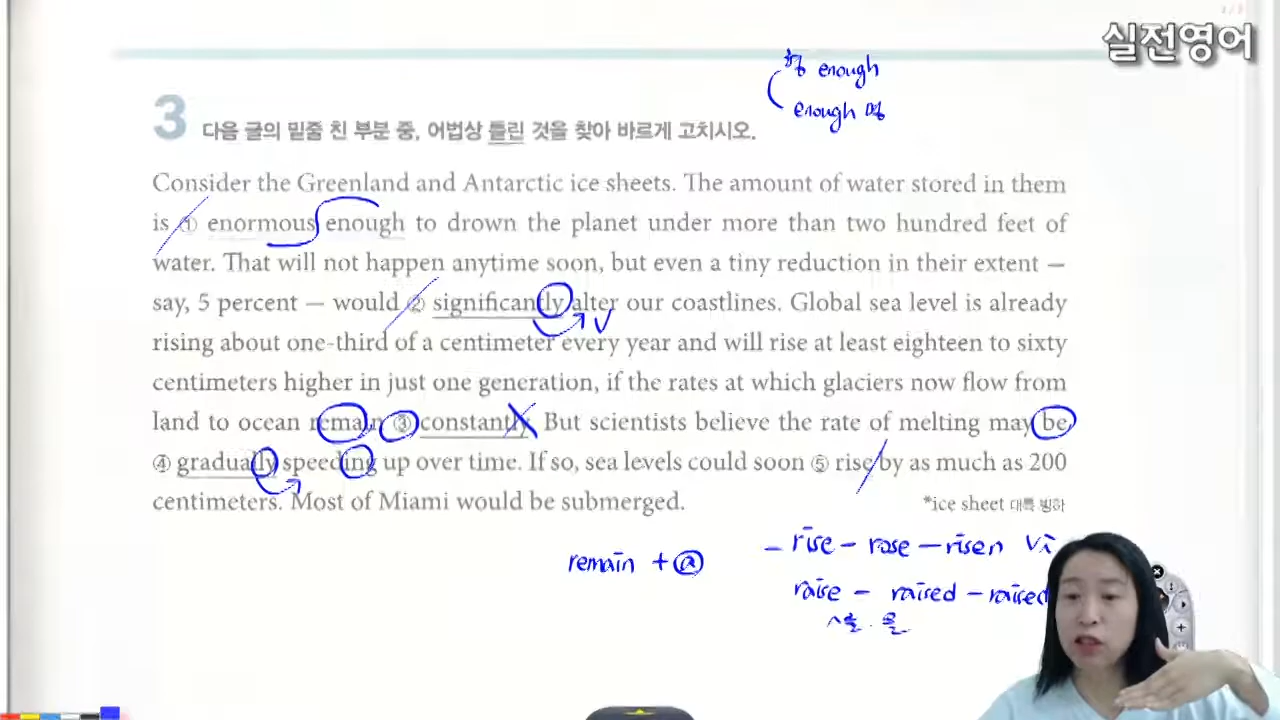 실전영어
형 enough
enough 명
3 다음 글의 밑줄 친 부분 중, 어법상 틀린 것을 찾아 바르게 고치시오.
Consider the Greenland and Antarctic ice sheets. The amount of water stored in them
is ① enormous enough to drown the planet under more than two hundred feet of
water. That will not happen anytime soon, but even a tiny reduction in their extent —
say, 5 percent — would ② significantly alter our coastlines. Global sea level is already
V
rising about one-third of a centimeter every year and will rise at least eighteen to sixty
centimeters higher in just one generation, if the rates at which glaciers now flow from
land to ocean remain ③ constantly. But scientists believe the rate of melting may be
④ gradually speeding up over time. If so, sea levels could soon ⑤ rise by as much as 200
centimeters. Most of Miami would be submerged.
*ice sheet 대륙 빙하
– rise – rose – risen Vi
remain + ⓐ
raise – raised – raised